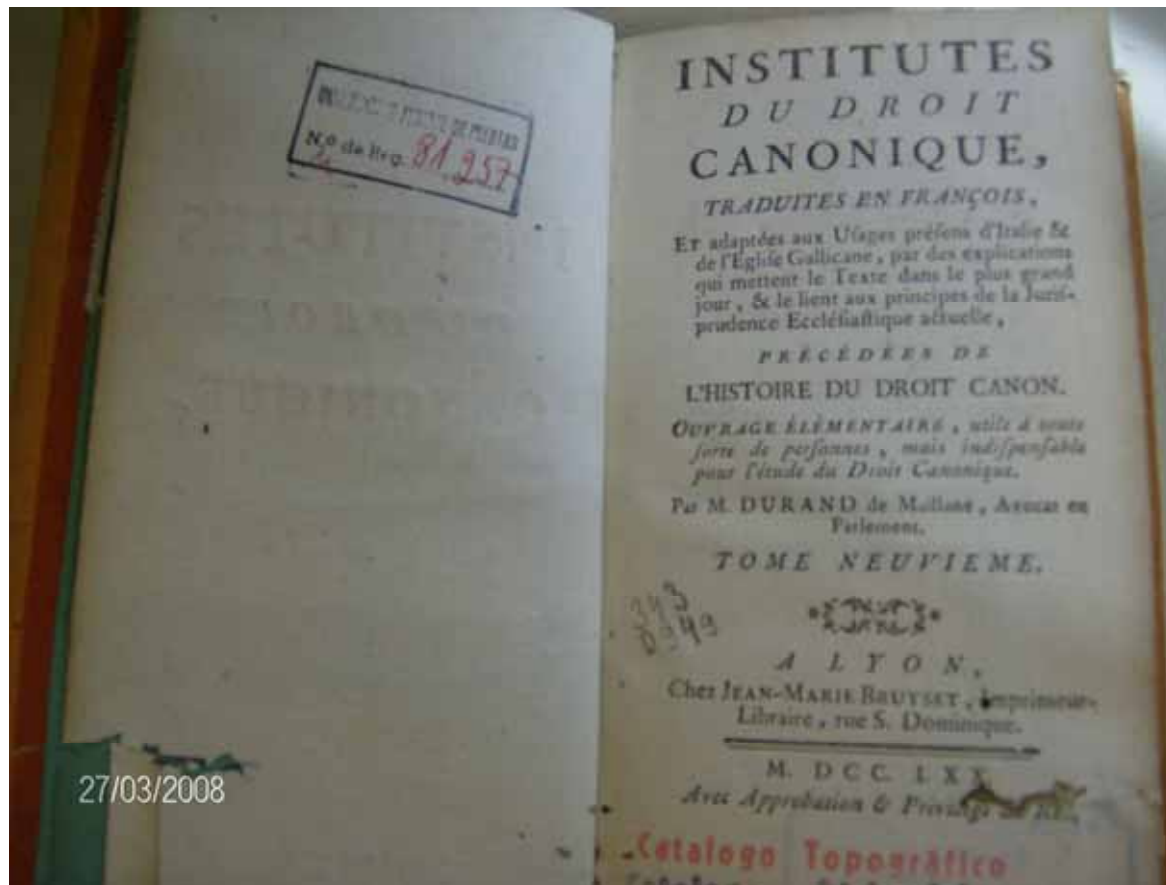 Nº de Reg. 81.257
INSTITUTES
DU DROIT
CANONIQUE,
TRADUITES EN FRANÇOIS,
ET adaptées aux Uſages préſens d'Italie &
de l'Egliſe Gallicane, par des explications
qui mettent le Texte dans le plus grand
jour, & le lient aux principes de la Juriſ-
prudence Eccléſiaſtique actuelle,
PRÉCÉDÉES DE
L'HISTOIRE DU DROIT CANON.
OUVRAGE ÉLÉMENTAIRE, utile à toute
ſorte de perſonnes, mais indiſpenſable
pour l'étude du Droit Canonique.
Par M. DURAND de Maillane, Avocat en
Parlement.
TOME NEUVIEME.
343
0949
A LYON,
Chez JEAN-MARIE BRUYSET, Imprimeur-
Libraire, rue S. Dominique.
M. DCC. LXX
Avec Approbation & Privilege
Catalogo Topográfico
27/03/2008